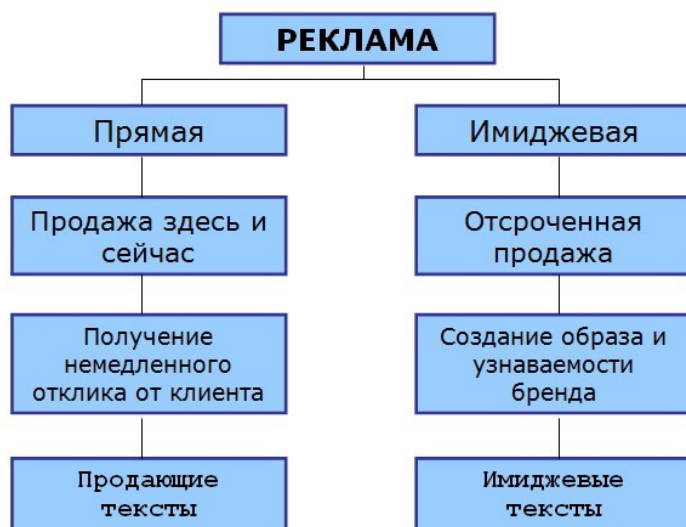 РЕКЛАМА
Прямая
Имиджевая
Продажа здесь и
сейчас
Отсроченная
продажа
Получение
немедленного
отклика от клиента
Создание образа и
узнаваемости
бренда
Продающие
тексты
Имиджевые
тексты